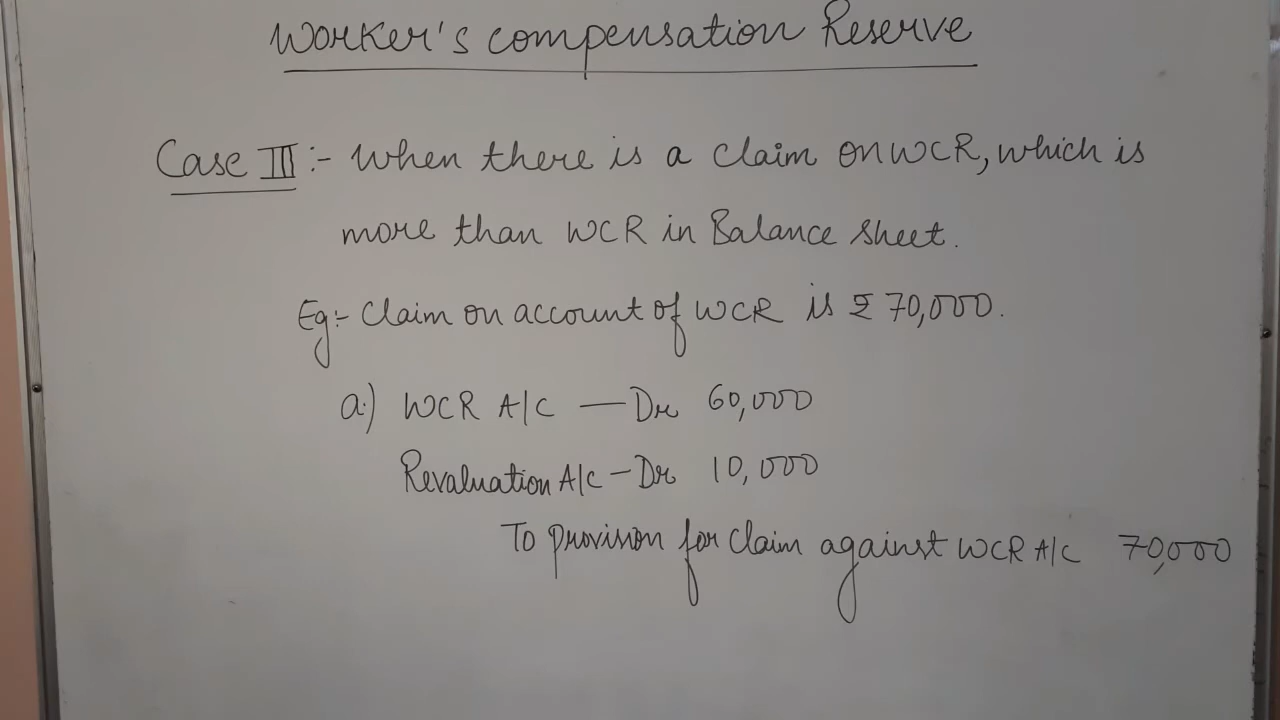 Worker's compensation Reserve
Case III :- When there is a claim on WCR, which is
more than WCR in Balance Sheet.
Eg:- Claim on account of WCR is ₹ 70,000.
a.) WCR A/C — Dr 60,000
Revaluation A/C - Dr 10,000
To provision for claim against WCR A/C 70,000